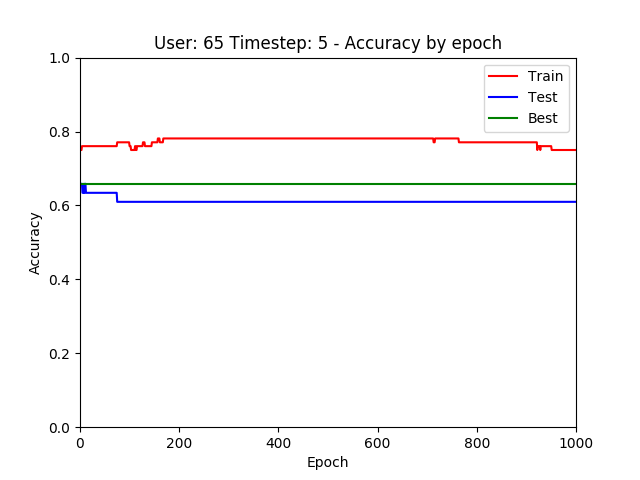 User: 65 Timestep: 5 - Accuracy by epoch
1.0
0.8
0.6
0.4
0.2
0.0
Accuracy
Train
Test
Best
0 200 400 600 800 1000
Epoch